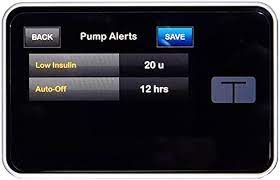 BACK Pump Alerts SAVE
Low Insulin 20 u
Auto-Off 12 hrs